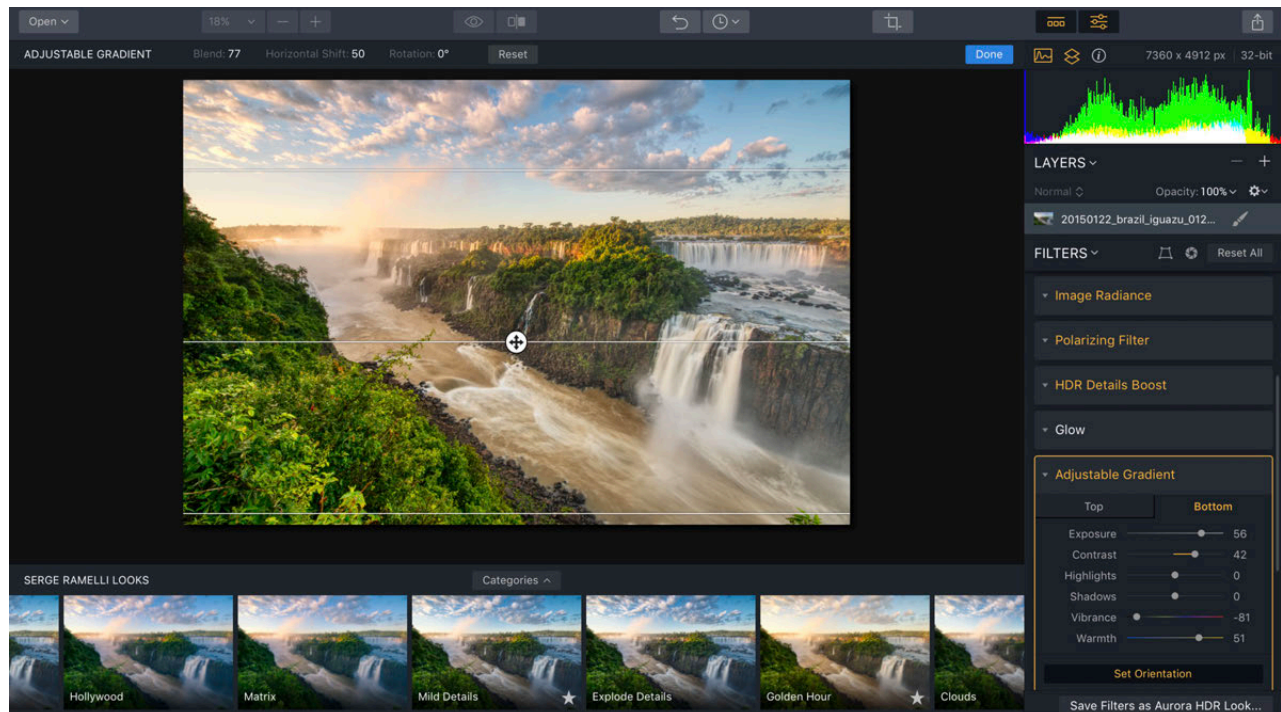 Open
18%
ADJUSTABLE GRADIENT Blend: 77 Horizontal Shift: 50 Rotation: 0° Reset Done
7360 x 4912 px 32-bit
LAYERS
Normal Opacity: 100%
20150122_brazil_iguazu_012...
FILTERS Reset All
Image Radiance
Polarizing Filter
HDR Details Boost
Glow
Adjustable Gradient
Top Bottom
Exposure 56
Contrast 42
Highlights 0
Shadows 0
Vibrance -81
Warmth 51
Set Orientation
Save Filters as Aurora HDR Look...
SERGE RAMELLI LOOKS Categories
Hollywood Matrix Mild Details Explode Details Golden Hour Clouds